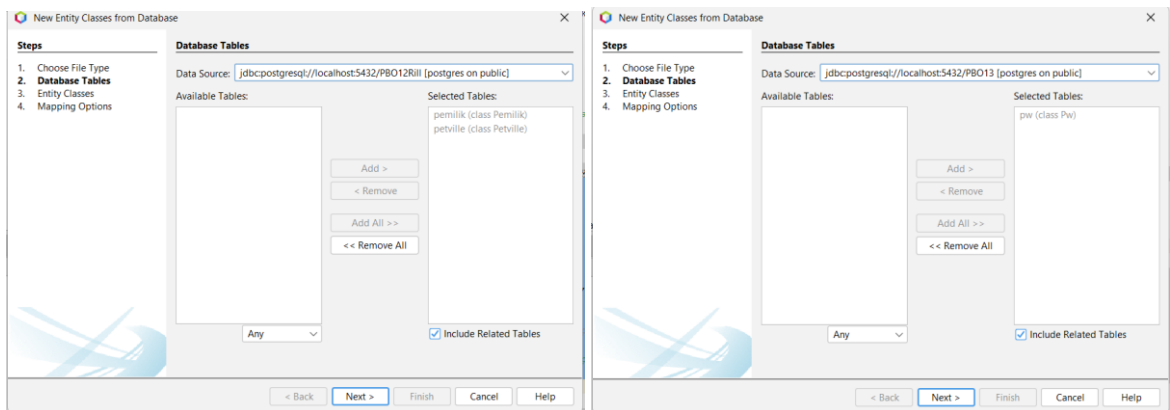 New Entity Classes from Database
Steps
1. Choose File Type
2. Database Tables
3. Entity Classes
4. Mapping Options
Database Tables
Data Source: jdbc:postgresql://localhost:5432/PBO12Rill [postgres on public]
Available Tables:
Selected Tables:
pemilik (class Pemilik)
petville (class Petville)
Add >
< Remove
Add All >>
<< Remove All
Any
Include Related Tables
< Back Next > Finish Cancel Help
New Entity Classes from Database
Steps
1. Choose File Type
2. Database Tables
3. Entity Classes
4. Mapping Options
Database Tables
Data Source: jdbc:postgresql://localhost:5432/PBO13 [postgres on public]
Available Tables:
Selected Tables:
pw (class Pw)
Add >
< Remove
Add All >>
<< Remove All
Any
Include Related Tables
< Back Next > Finish Cancel Help